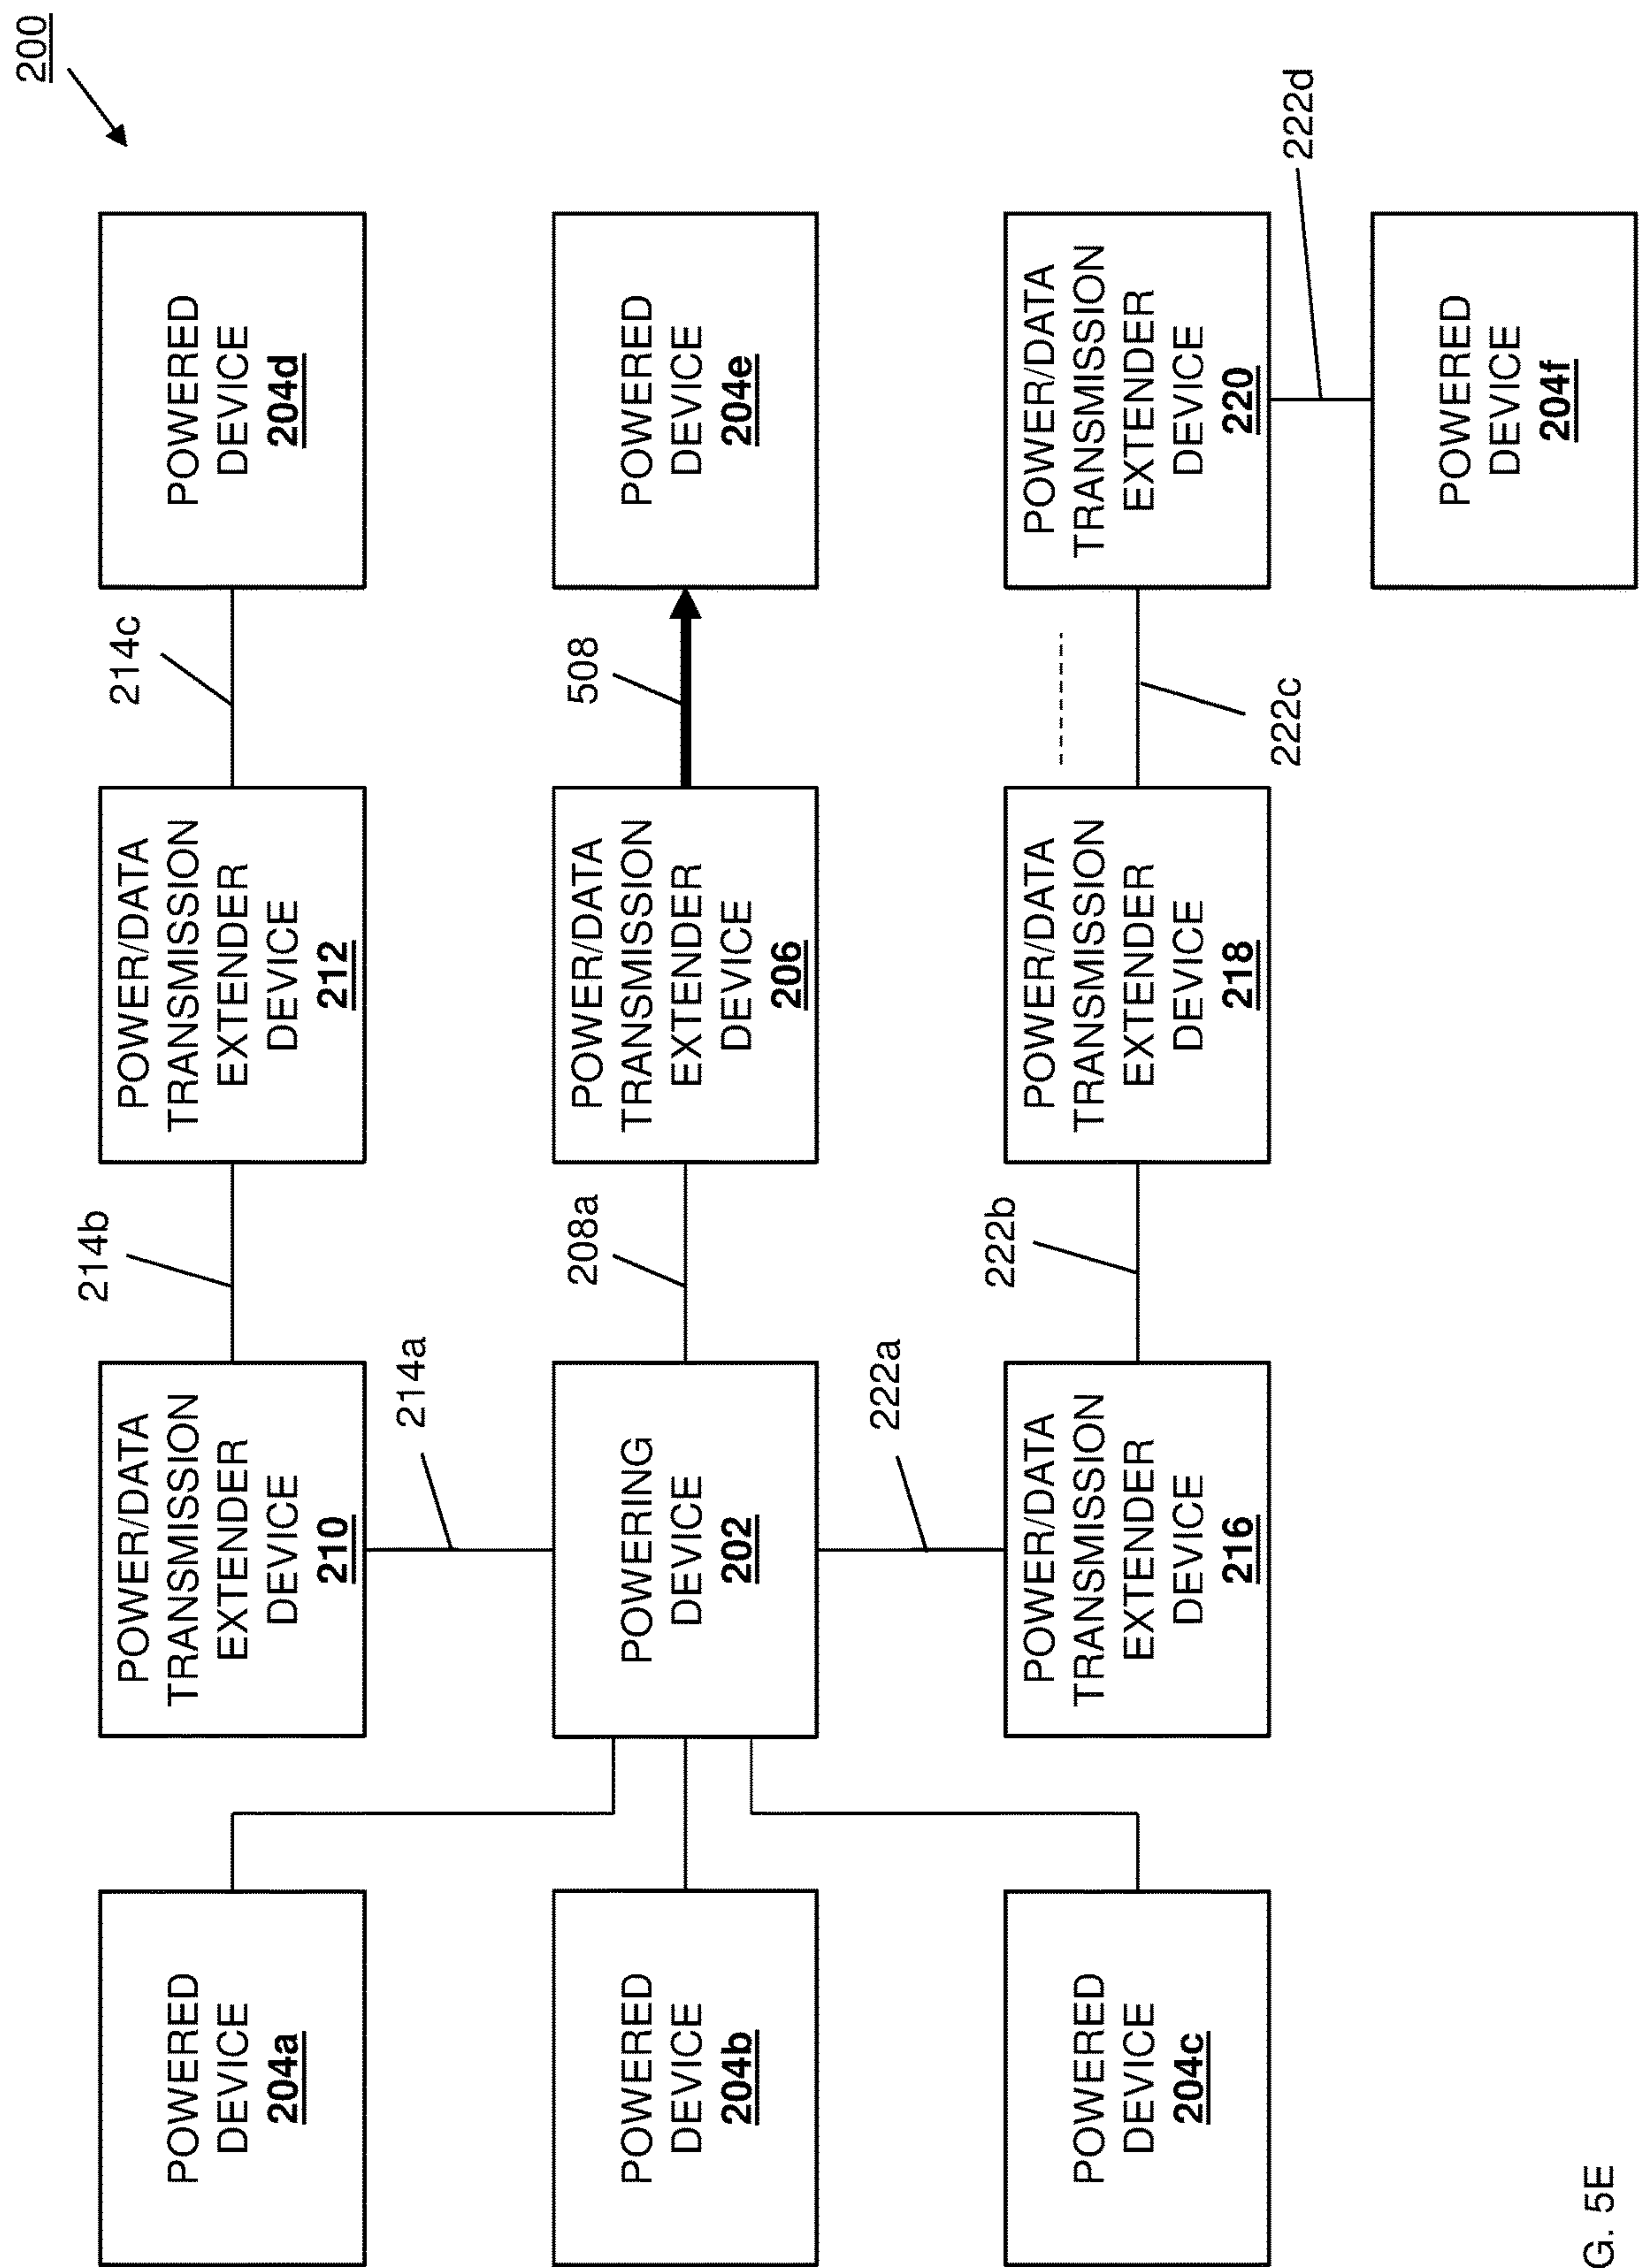 200
POWERED
DEVICE
204a
POWER/DATA
TRANSMISSION
EXTENDER
DEVICE
210
214b
POWER/DATA
TRANSMISSION
EXTENDER
DEVICE
212
214c
POWERED
DEVICE
204d
214a
POWERED
DEVICE
204b
POWERING
DEVICE
202
208a
POWER/DATA
TRANSMISSION
EXTENDER
DEVICE
206
508
POWERED
DEVICE
204e
222a
POWERED
DEVICE
204c
POWER/DATA
TRANSMISSION
EXTENDER
DEVICE
216
222b
POWER/DATA
TRANSMISSION
EXTENDER
DEVICE
218
222c
POWER/DATA
TRANSMISSION
EXTENDER
DEVICE
220
222d
POWERED
DEVICE
204f
G. 5E